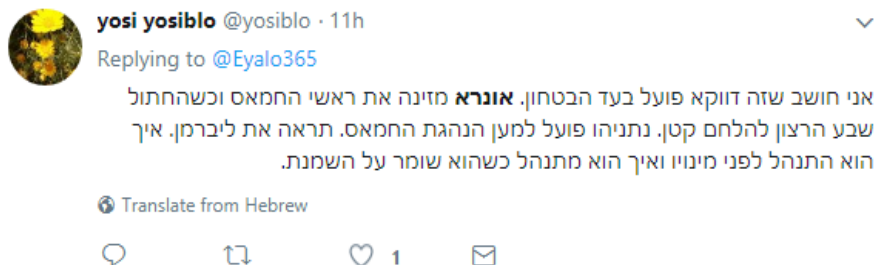 yosi yosiblo @yosiblo · 11h
Replying to @Eyalo365
אני חושב שזה דווקא פועל בעד הבטחון. אונרא מזינה את ראשי החמאס וכשהחתול
שבע הרצון להלחם קטן. נתניהו פועל למען הנהגת החמאס. תראה את ליברמן. איך
הוא התנהל לפני מינויו ואיך הוא מתנהל כשהוא שומר על השמנת.
Translate from Hebrew
1